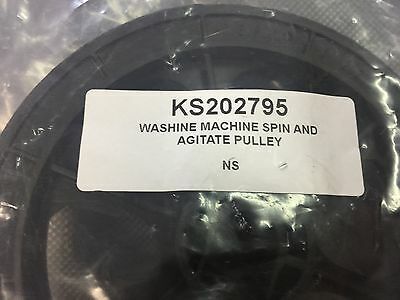 KS202795
WASHINE MACHINE SPIN AND
AGITATE PULLEY
NS